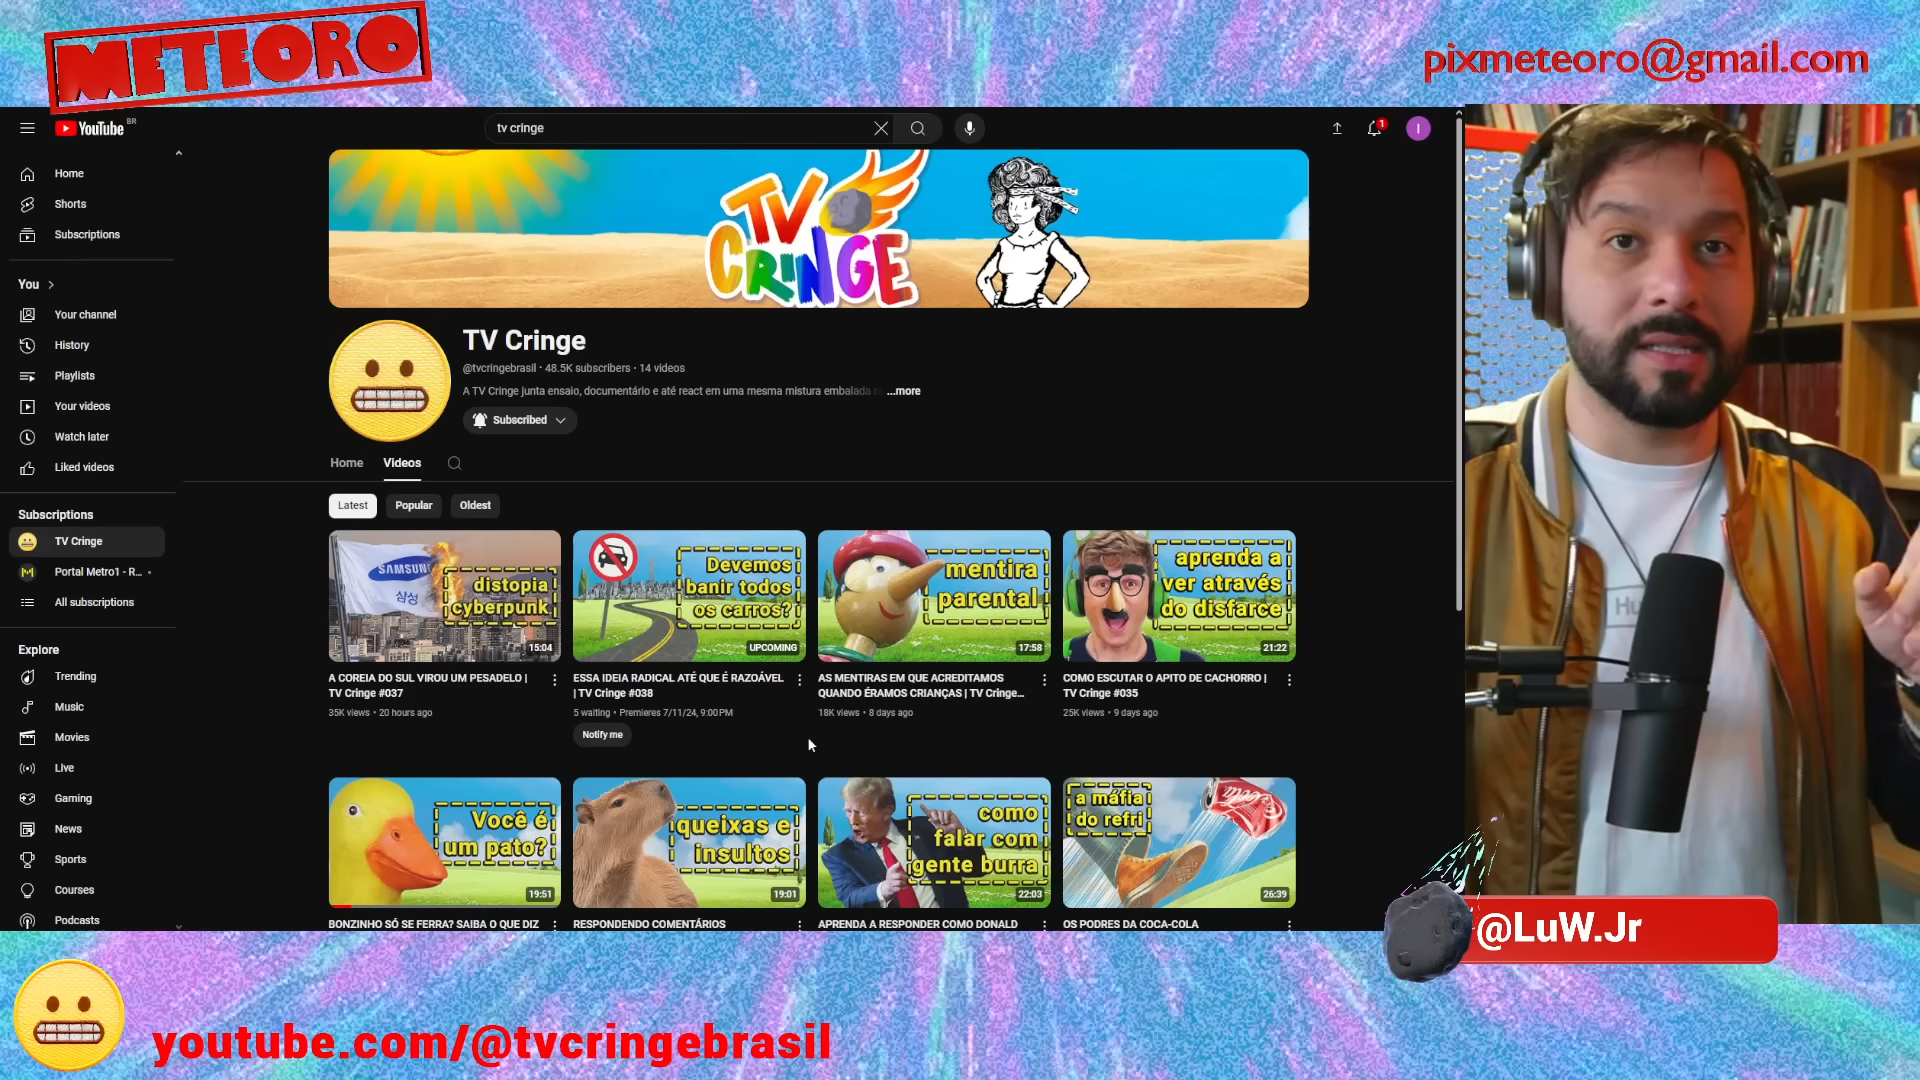 METEORO
pixmeteoro@gmail.com
YouTube BR
tv cringe
1
I
Home
Shorts
Subscriptions
You
Your channel
History
Playlists
Your videos
Watch later
Liked videos
Subscriptions
TV Cringe
Portal Metro1 - R...
All subscriptions
Explore
Trending
Music
Movies
Live
Gaming
News
Sports
Courses
Podcasts
TV
CRINGE
TV Cringe
@tvcringebrasil • 48.5K subscribers • 14 videos
A TV Cringe junta ensaio, documentário e até react em uma mesma mistura embalada ...more
Subscribed
Home Videos
Latest Popular Oldest
SAMSUNG
삼성
distopia
cyberpunk
15:04
A COREIA DO SUL VIROU UM PESADELO |
TV Cringe #037
35K views • 20 hours ago
Devemos
banir todos
os carros?
UPCOMING
ESSA IDEIA RADICAL ATÉ QUE É RAZOÁVEL
| TV Cringe #038
5 waiting • Premieres 7/11/24, 9:00PM
Notify me
mentira
parental
17:58
AS MENTIRAS EM QUE ACREDITAMOS
QUANDO ÉRAMOS CRIANÇAS | TV Cringe...
18K views • 8 days ago
aprenda a
ver através
do disfarce
21:22
COMO ESCUTAR O APITO DE CACHORRO |
TV Cringe #035
25K views • 9 days ago
Você é
um pato?
19:51
BONZINHO SÓ SE FERRA? SAIBA O QUE DIZ
queixas e
insultos
19:01
RESPONDENDO COMENTÁRIOS
como
falar com
gente burra
22:03
APRENDA A RESPONDER COMO DONALD
a máfia
do refri
26:39
OS PODRES DA COCA-COLA
@LuW.Jr
youtube.com/@tvcringebrasil